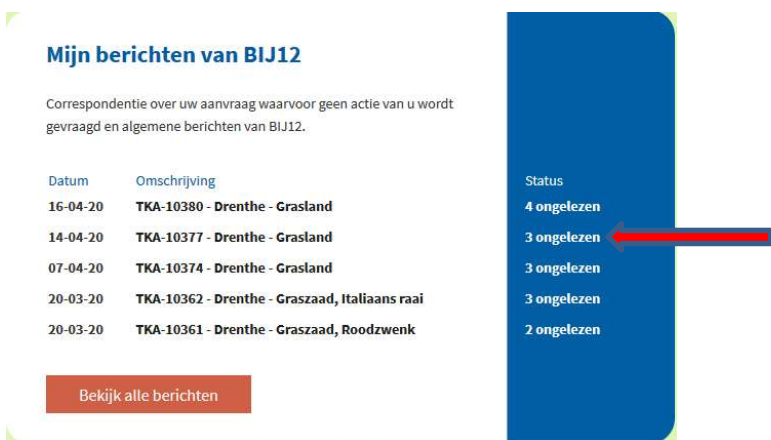 Mijn berichten van BIJ12
Correspondentie over uw aanvraag waarvoor geen actie van u wordt
gevraagd en algemene berichten van BIJ12.
Datum Omschrijving Status
16-04-20 TKA-10380 - Drenthe - Grasland 4 ongelezen
14-04-20 TKA-10377 - Drenthe - Grasland 3 ongelezen
07-04-20 TKA-10374 - Drenthe - Grasland 3 ongelezen
20-03-20 TKA-10362 - Drenthe - Graszaad, Italiaans raai 3 ongelezen
20-03-20 TKA-10361 - Drenthe - Graszaad, Roodzwenk 2 ongelezen
Bekijk alle berichten